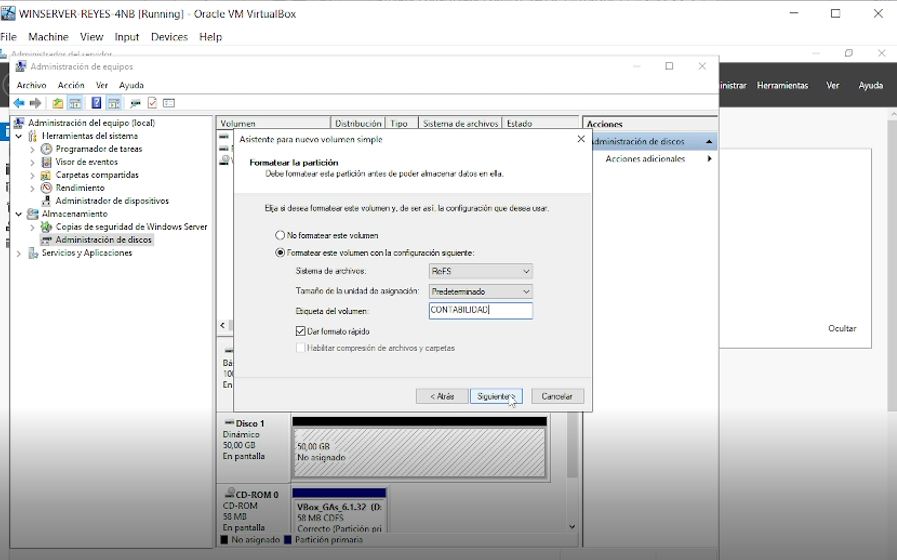 WINSERVER-REYES-4NB [Running] - Oracle VM VirtualBox
File Machine View Input Devices Help
Administrador del servidor
Administración de equipos
Archivo Acción Ver Ayuda
Herramientas Ver Ayuda
Administración del equipo (local)
Herramientas del sistema
Programador de tareas
Visor de eventos
Carpetas compartidas
Rendimiento
Administrador de dispositivos
Almacenamiento
Copias de seguridad de Windows Server
Administración de discos
Servicios y Aplicaciones
Volumen Distribución Tipo Sistema de archivos Estado
Acciones
Administración de discos
Acciones adicionales
Asistente para nuevo volumen simple
Formatear la partición
Debe formatear esta partición antes de poder almacenar datos en ella.
Elija si desea formatear este volumen y, de ser así, la configuración que desea usar.
No formatear este volumen
Formatear este volumen con la configuración siguiente:
Sistema de archivos: ReFS
Tamaño de la unidad de asignación: Predeterminado
Etiqueta del volumen: CONTABILIDAD
Dar formato rápido
Habilitar compresión de archivos y carpetas
< Atrás Siguiente > Cancelar
Ocultar
Disco 1
Dinámico
50,00 GB
En pantalla
50,00 GB
No asignado
CD-ROM 0
CD-ROM
58 MB
En pantalla
VBox_GAs_6.1.32 (D:
58 MB CDFS
Correcto (Partición pri
No asignado Partición primaria